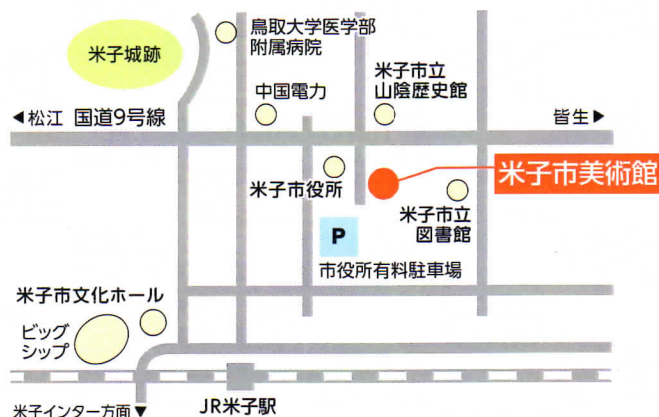 鳥取大学医学部
附属病院
米子城跡
中国電力
米子市立
山陰歴史館
◀松江 国道9号線
皆生▶
米子市役所
米子市美術館
米子市立
図書館
P
市役所有料駐車場
米子市文化ホール
ビッグ
シップ
米子インター方面▼
JR米子駅